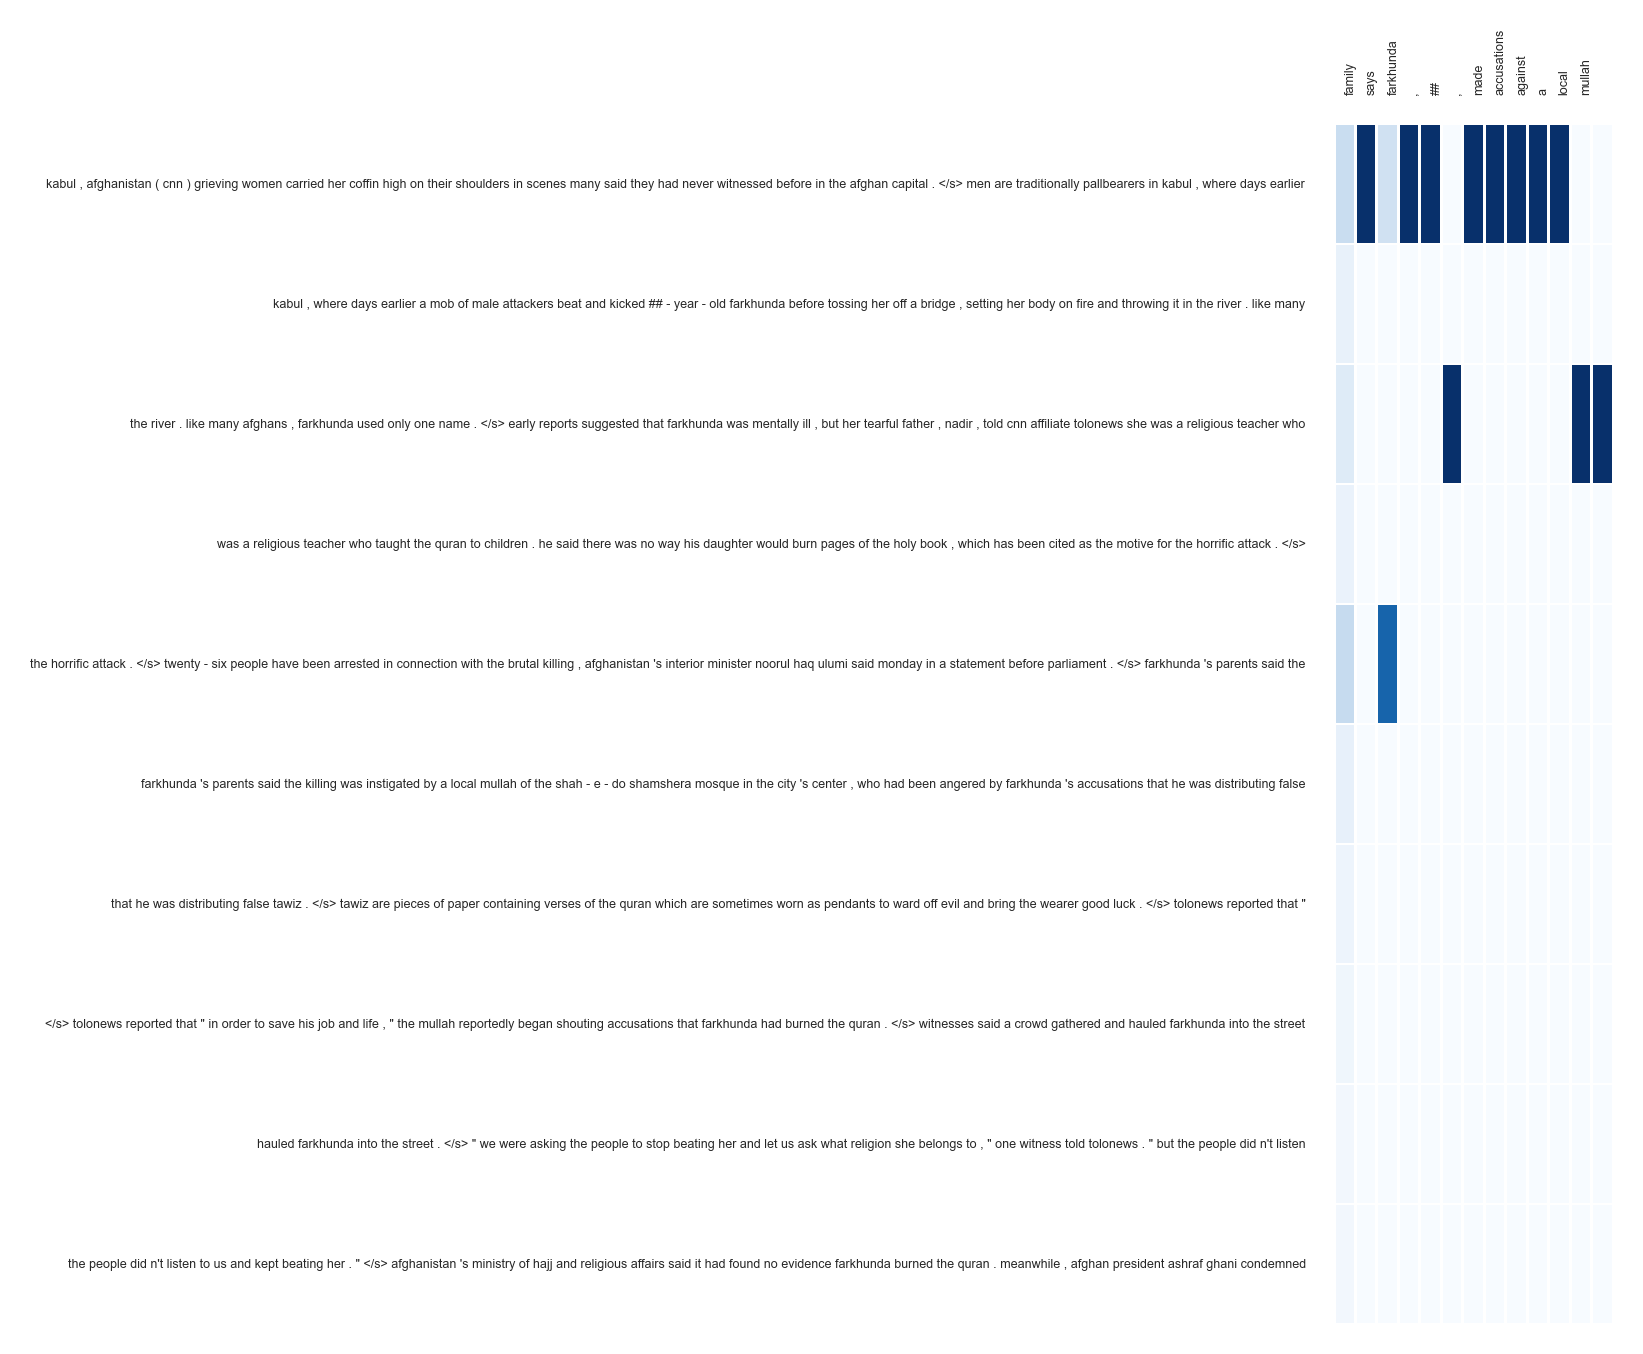 family
says
farkhunda
,
##
,
made
accusations
against
a
local
mullah
kabul , afghanistan ( cnn ) grieving women carried her coffin high on their shoulders in scenes many said they had never witnessed before in the afghan capital . </s> men are traditionally pallbearers in kabul , where days earlier
kabul , where days earlier a mob of male attackers beat and kicked ## - year - old farkhunda before tossing her off a bridge , setting her body on fire and throwing it in the river . like many
the river . like many afghans , farkhunda used only one name . </s> early reports suggested that farkhunda was mentally ill , but her tearful father , nadir , told cnn affiliate tolonews she was a religious teacher who
was a religious teacher who taught the quran to children . he said there was no way his daughter would burn pages of the holy book , which has been cited as the motive for the horrific attack . </s>
the horrific attack . </s> twenty - six people have been arrested in connection with the brutal killing , afghanistan 's interior minister noorul haq ulumi said monday in a statement before parliament . </s> farkhunda 's parents said the
farkhunda 's parents said the killing was instigated by a local mullah of the shah - e - do shamshera mosque in the city 's center , who had been angered by farkhunda 's accusations that he was distributing false
that he was distributing false tawiz . </s> tawiz are pieces of paper containing verses of the quran which are sometimes worn as pendants to ward off evil and bring the wearer good luck . </s> tolonews reported that "
</s> tolonews reported that " in order to save his job and life , " the mullah reportedly began shouting accusations that farkhunda had burned the quran . </s> witnesses said a crowd gathered and hauled farkhunda into the street
hauled farkhunda into the street . </s> " we were asking the people to stop beating her and let us ask what religion she belongs to , " one witness told tolonews . " but the people did n't listen
the people did n't listen to us and kept beating her . " </s> afghanistan 's ministry of hajj and religious affairs said it had found no evidence farkhunda burned the quran . meanwhile , afghan president ashraf ghani condemned